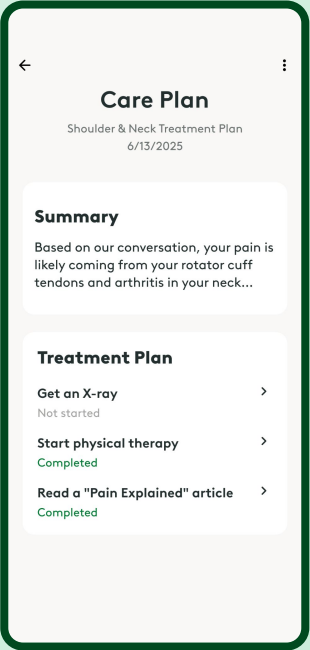 Care Plan
Shoulder & Neck Treatment Plan
6/13/2025
Summary
Based on our conversation, your pain is
likely coming from your rotator cuff
tendons and arthritis in your neck...
Treatment Plan
Get an X-ray
Not started
Start physical therapy
Completed
Read a "Pain Explained" article
Completed